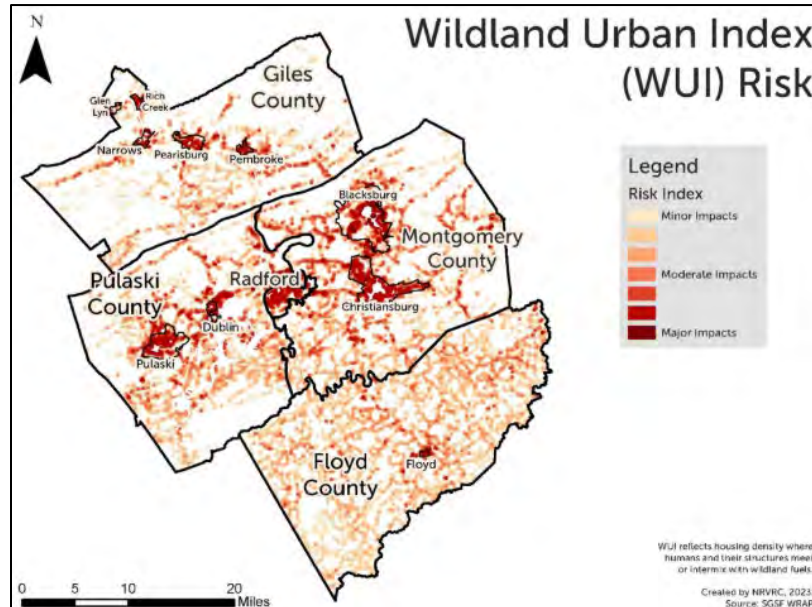 Wildland Urban Index
(WUI) Risk
N
Giles
County
Glen
Lyn
Rich
Creek
Narrows
Pearisburg
Pembroke
Blacksburg
Montgomery
County
Pulaski
County
Radford
Christiansburg
Dublin
Pulaski
Floyd
County
Floyd
Legend
Risk Index
Minor Impacts
Moderate Impacts
Major Impacts
0 5 10 20
Miles
WUI reflects housing density where
humans and their structures meet
or intermix with wildland fuels.
Created by NRVRC, 2023
Source: SGSF WRAP